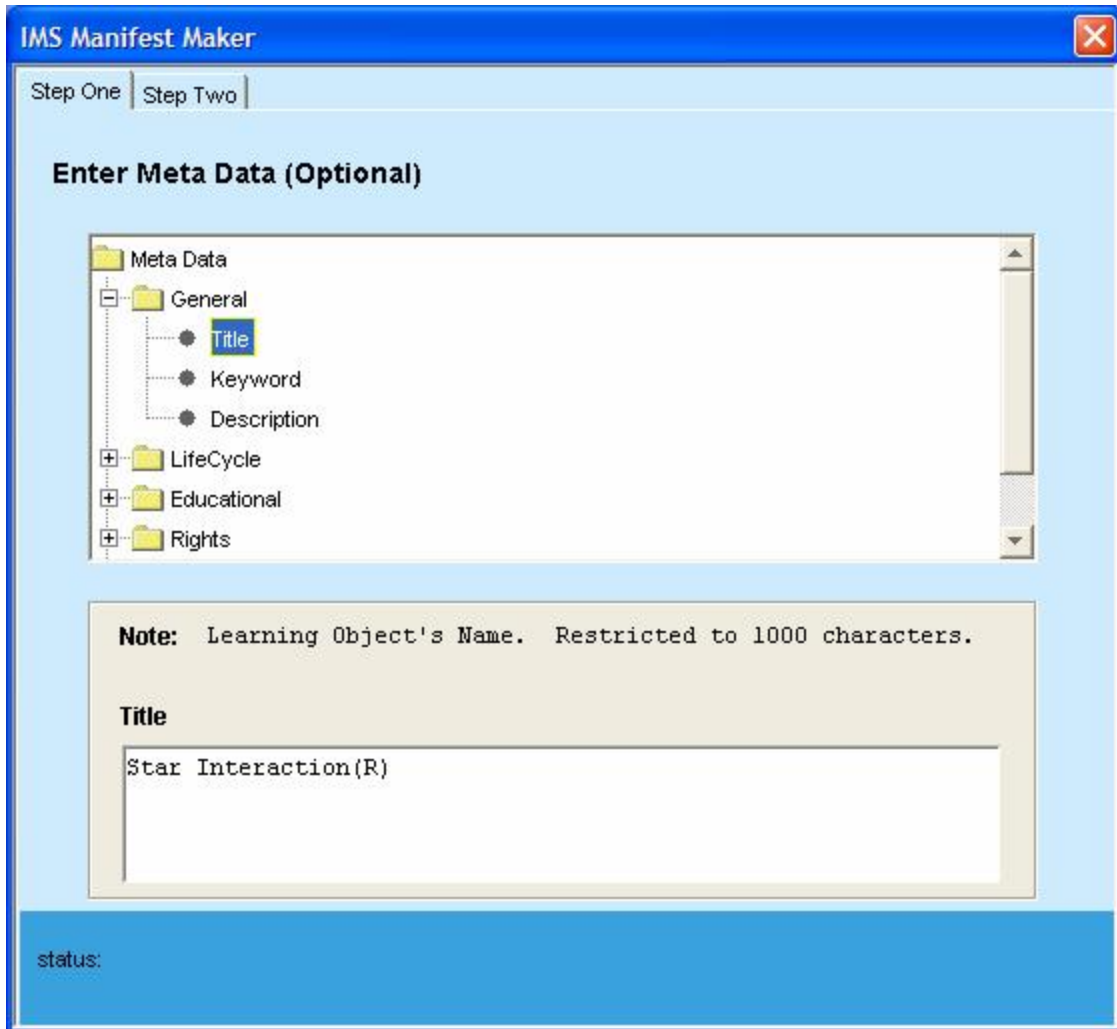 IMS Manifest Maker
Step One Step Two
Enter Meta Data (Optional)
Meta Data
General
Title
Keyword
Description
LifeCycle
Educational
Rights
Note: Learning Object's Name. Restricted to 1000 characters.
Title
Star Interaction(R)
status: